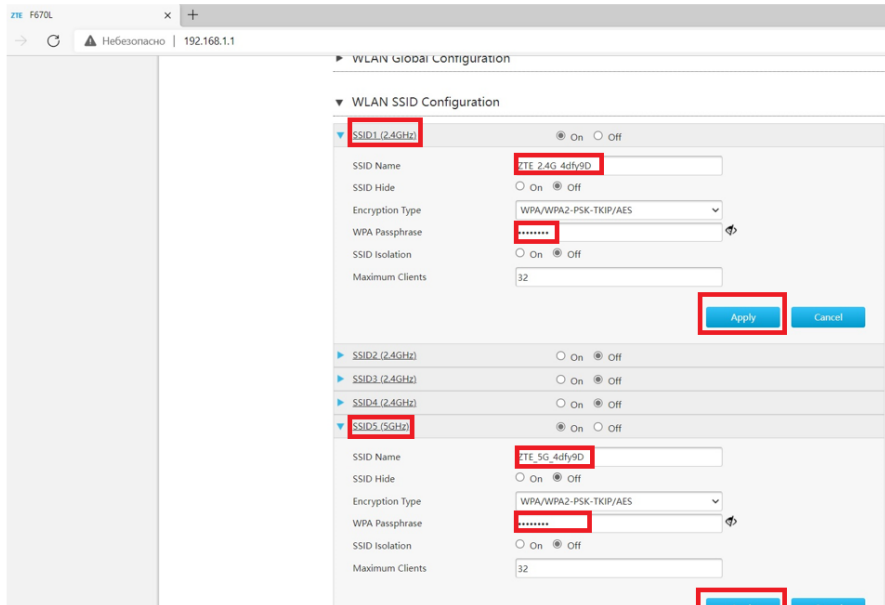 ZTE F670L
Небезопасно | 192.168.1.1
WLAN Global Configuration
WLAN SSID Configuration
SSID1 (2.4GHz) On Off
SSID Name ZTE_2.4G_4dfy9D
SSID Hide On Off
Encryption Type WPA/WPA2-PSK-TKIP/AES
WPA Passphrase ••••••••
SSID Isolation On Off
Maximum Clients 32
Apply Cancel
SSID2 (2.4GHz) On Off
SSID3 (2.4GHz) On Off
SSID4 (2.4GHz) On Off
SSID5 (5GHz) On Off
SSID Name ZTE_5G_4dfy9D
SSID Hide On Off
Encryption Type WPA/WPA2-PSK-TKIP/AES
WPA Passphrase ••••••••
SSID Isolation On Off
Maximum Clients 32